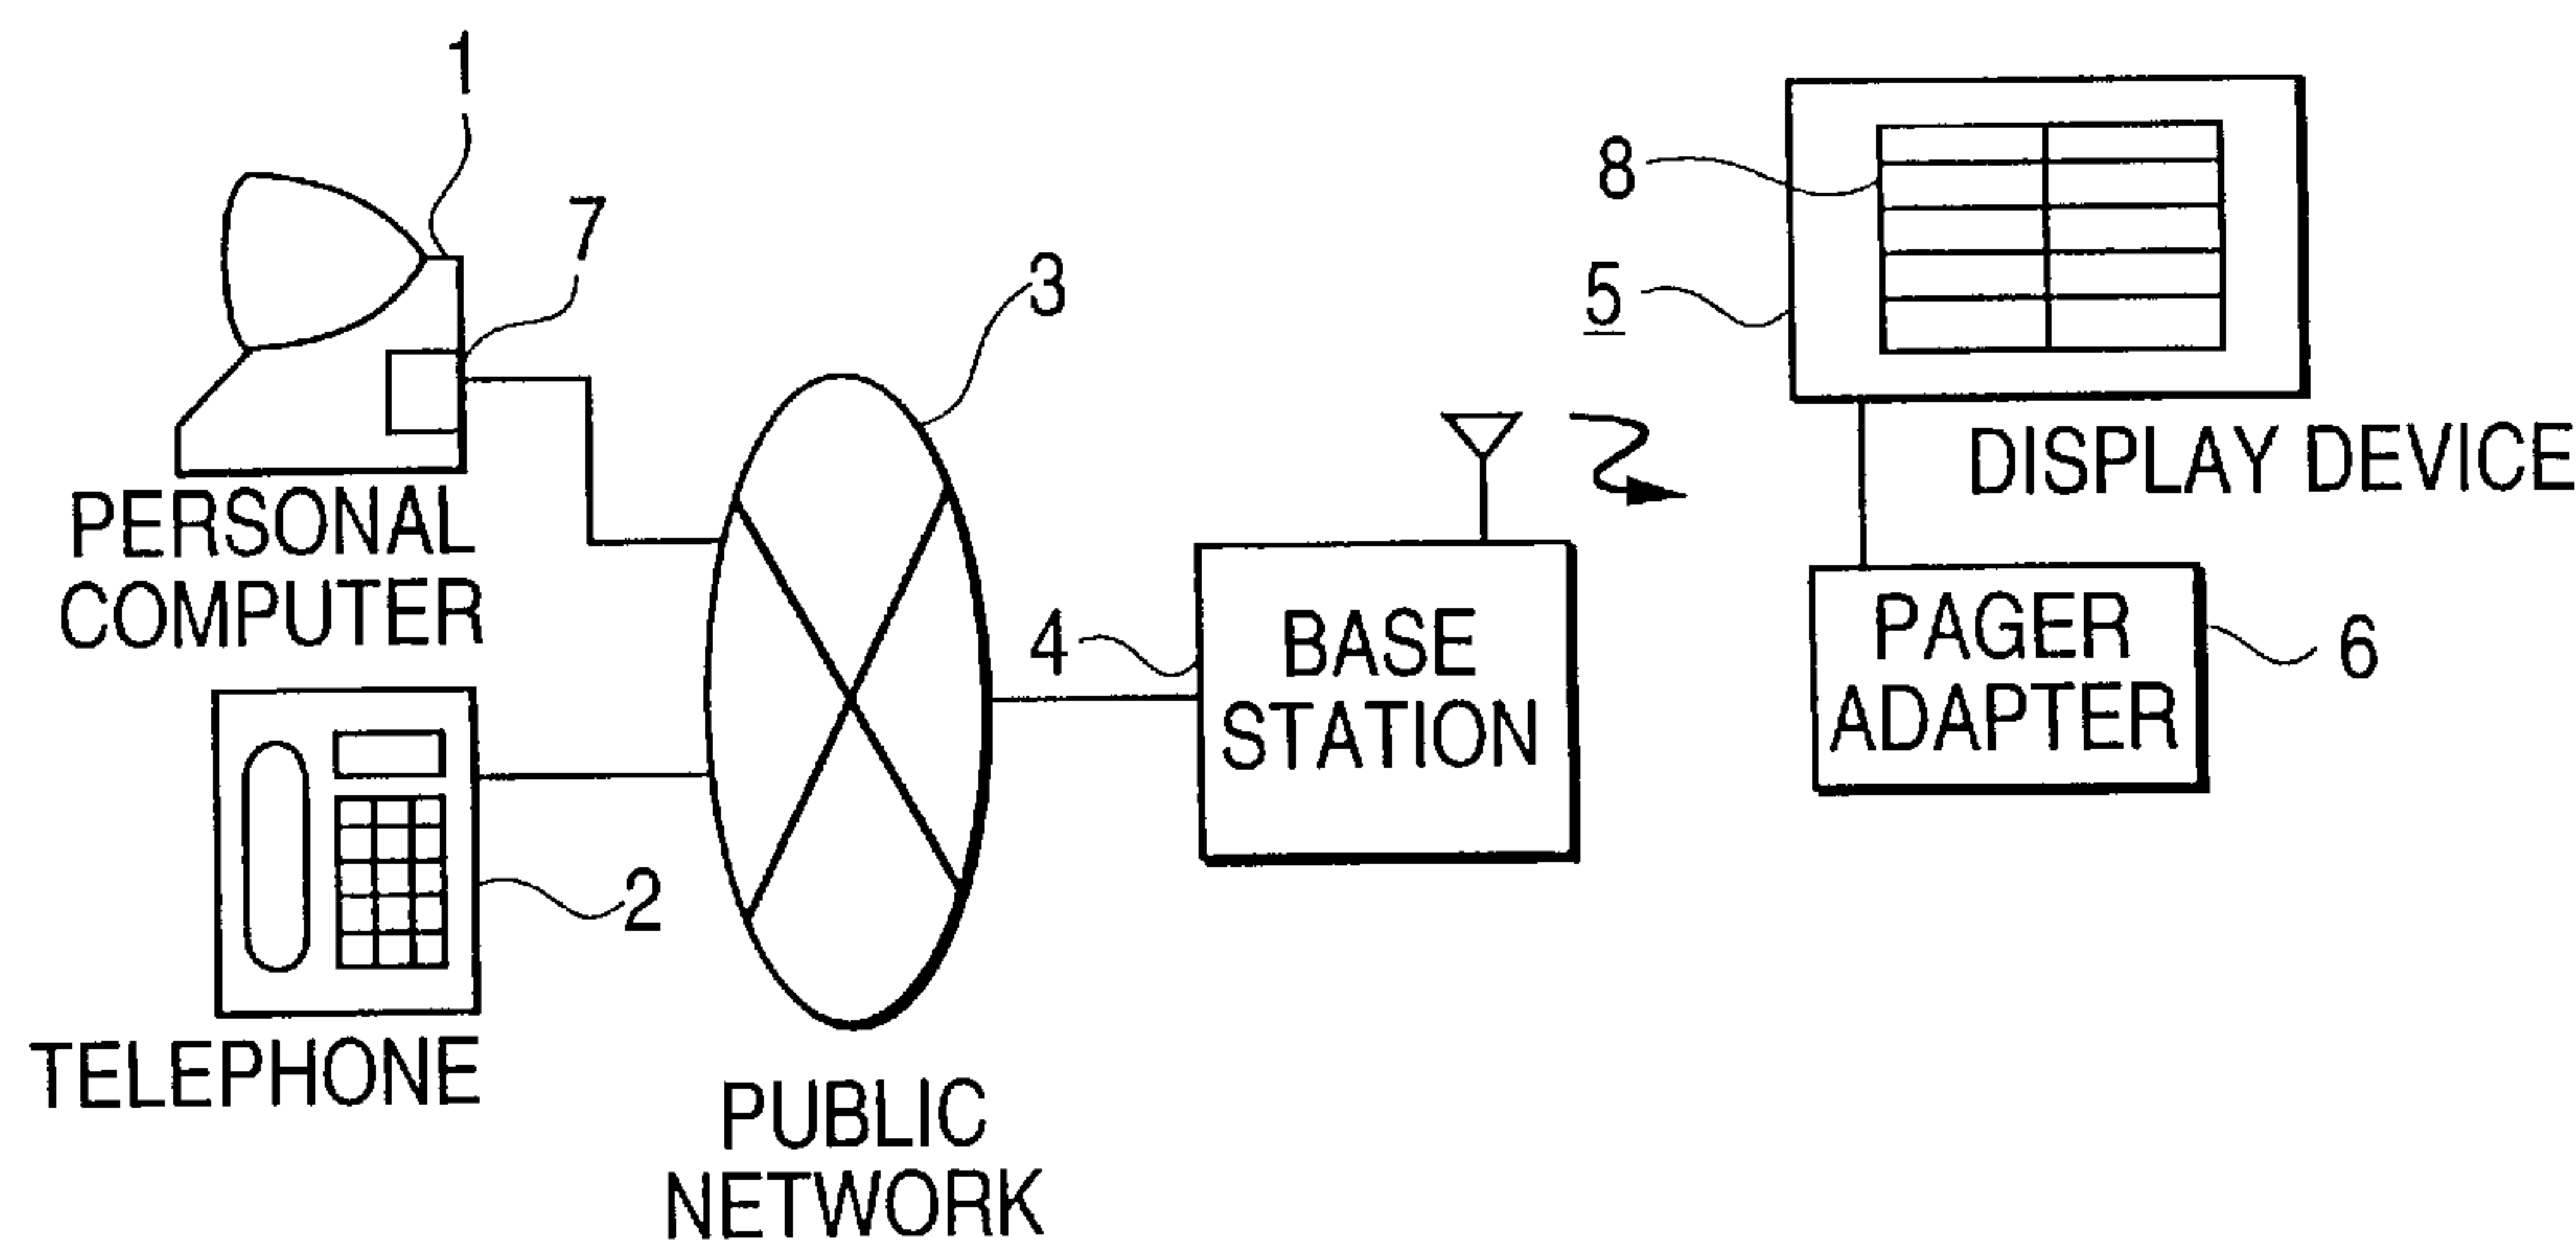 1
7
PERSONAL
COMPUTER
2
TELEPHONE
3
PUBLIC
NETWORK
4
BASE
STATION
8
5
DISPLAY DEVICE
PAGER
ADAPTER
6